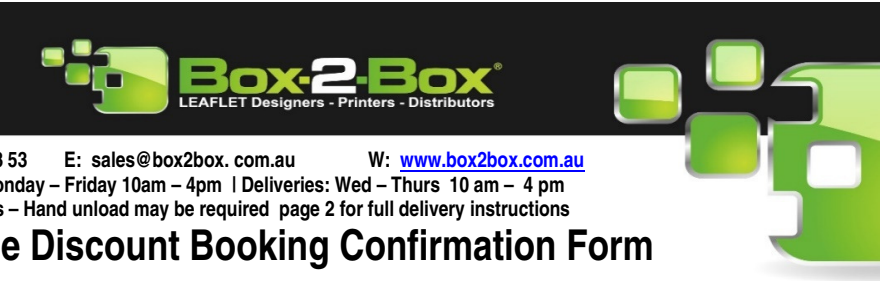 Box-2-Box®
LEAFLET Designers - Printers - Distributors
53 E: sales@box2box. com.au W: www.box2box.com.au
Monday – Friday 10am – 4pm | Deliveries: Wed – Thurs 10 am – 4 pm
– Hand unload may be required page 2 for full delivery instructions
Discount Booking Confirmation Form